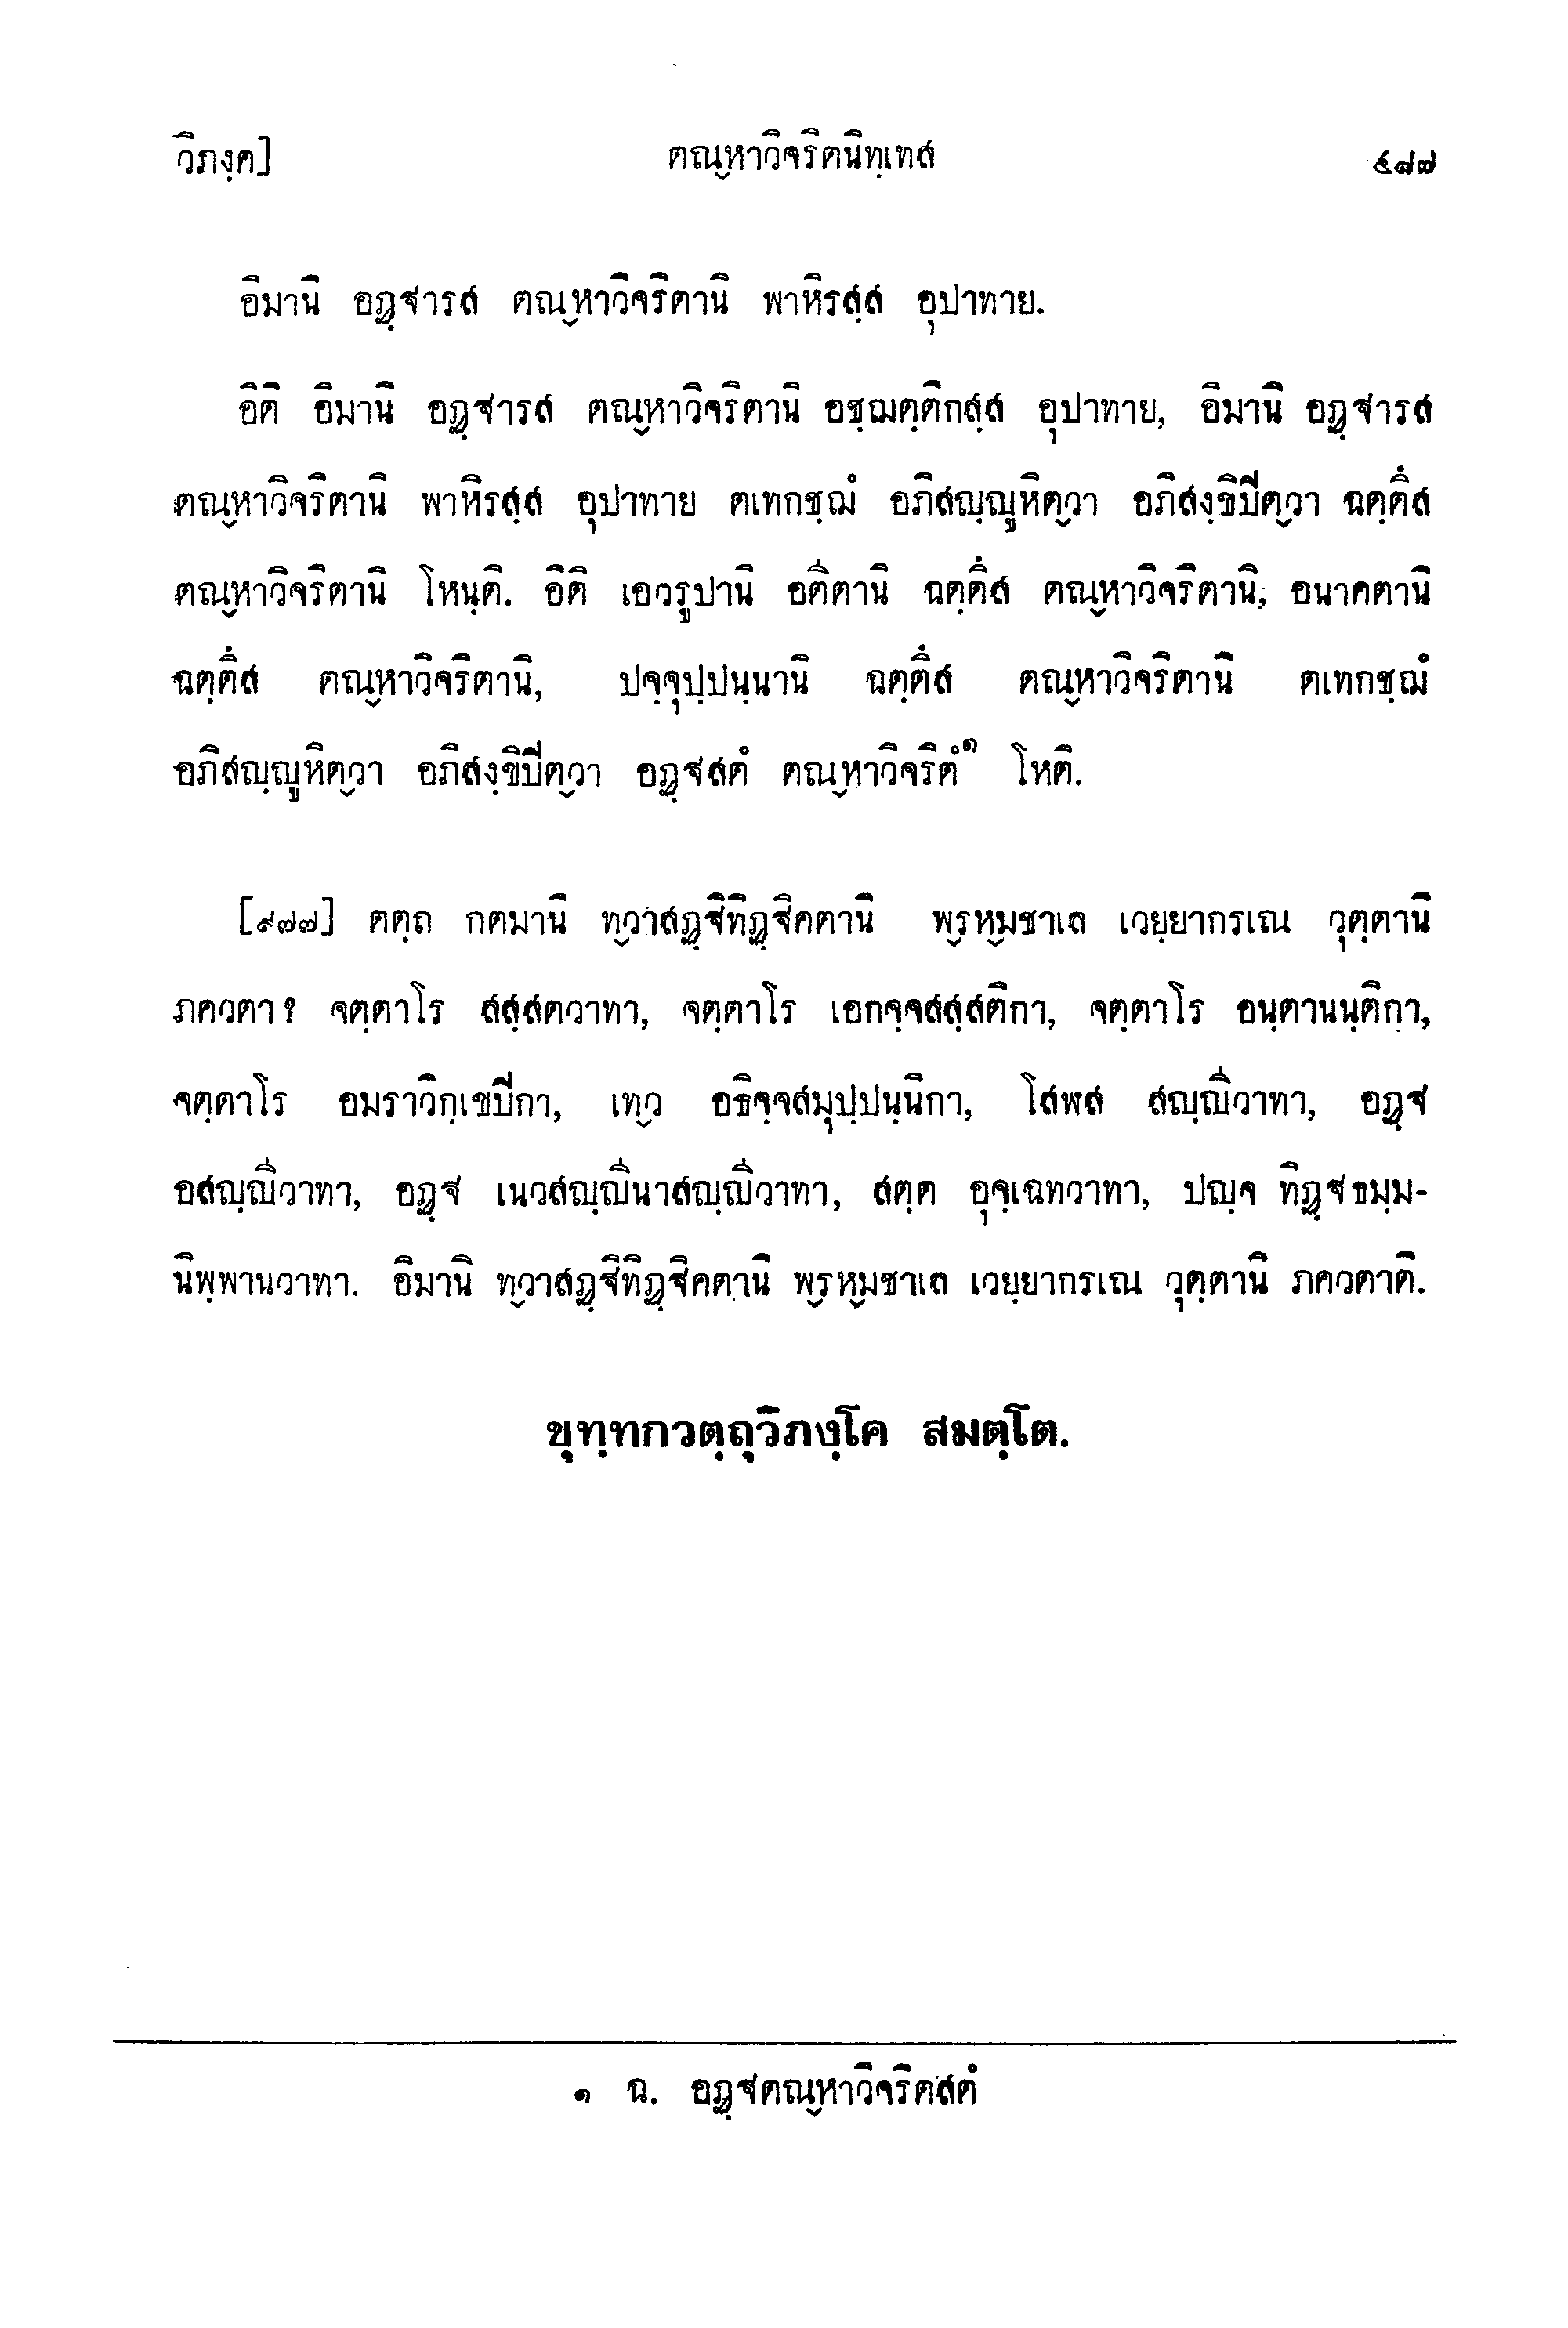 วิภงฺค] ตณฺหาวิจริตนิทฺเทส ๕๘๗
อิมานิ อฏฺฐารส ตณฺหาวิจริตานิ พาหิรสฺส อุปาทาย.
อิติ อิมานิ อฏฺฐารส ตณฺหาวิจริตานิ อชฺฌตฺติกสฺส อุปาทาย, อิมานิ อฏฺฐารส
ตณฺหาวิจริตานิ พาหิรสฺส อุปาทาย ตเทกชฺฌํ อภิสญฺญูหิตฺวา อภิสงฺขิปิตฺวา ฉตฺตึส
ตณฺหาวิจริตานิ โหนฺติ. อิติ เอวรูปานิ อตีตานิ ฉตฺตึส ตณฺหาวิจริตานิ, อนาคตานิ
ฉตฺตึส ตณฺหาวิจริตานิ, ปจฺจุปฺปนฺนานิ ฉตฺตึส ตณฺหาวิจริตานิ ตเทกชฺฌํ
อภิสญฺญูหิตฺวา อภิสงฺขิปิตฺวา อฏฺฐสตํ ตณฺหาวิจริตํ๑ โหติ.
[๙๗๗] ตตฺถ กตมานิ ทฺวาสฏฺฐิทิฏฺฐิคตานิ พฺรหฺมชาเล เวยฺยากรเณ วุตฺตานิ
ภควตา? จตฺตาโร สสฺสตวาทา, จตฺตาโร เอกจฺจสสฺสติกา, จตฺตาโร อนฺตานนฺติกา,
จตฺตาโร อมราวิกฺเขปิกา, เทฺว อธิจฺจสมุปฺปนฺนิกา, โสฬส สญฺญีวาทา, อฏฺฐ
อสญฺญีวาทา, อฏฺฐ เนวสญฺญีนาสญฺญีวาทา, สตฺต อุจฺเฉทวาทา, ปญฺจ ทิฏฺฐธมฺม-
นิพฺพานวาทา. อิมานิ ทฺวาสฏฺฐิทิฏฺฐิคตานิ พฺรหฺมชาเล เวยฺยากรเณ วุตฺตานิ ภควตาติ.
ขุทฺทกวตฺถุวิภงฺโค สมตฺโต.
๑ ฉ. อฏฺฐตณฺหาวิจริตสตํ